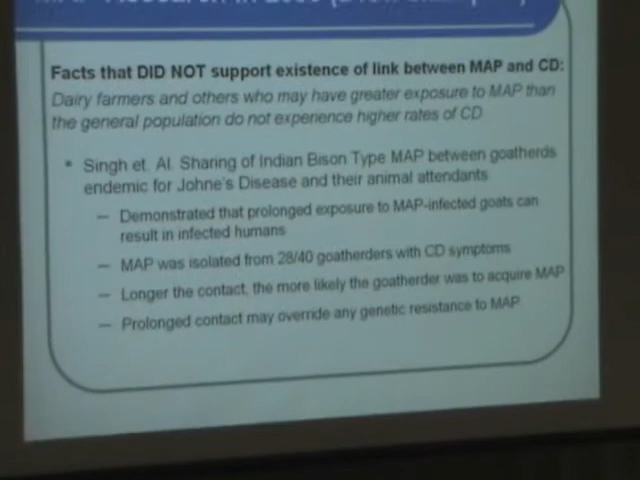 Facts that DID NOT support existence of link between MAP and CD:
Dairy farmers and others who may have greater exposure to MAP than
the general population do not experience higher rates of CD
• Singh et. Al. Sharing of Indian Bison Type MAP between goatherds
endemic for Johne's Disease and their animal attendants
– Demonstrated that prolonged exposure to MAP-infected goats can
result in infected humans
– MAP was isolated from 28/40 goatherders with CD symptoms
– Longer the contact, the more likely the goatherder was to acquire MAP
– Prolonged contact may override any genetic resistance to MAP